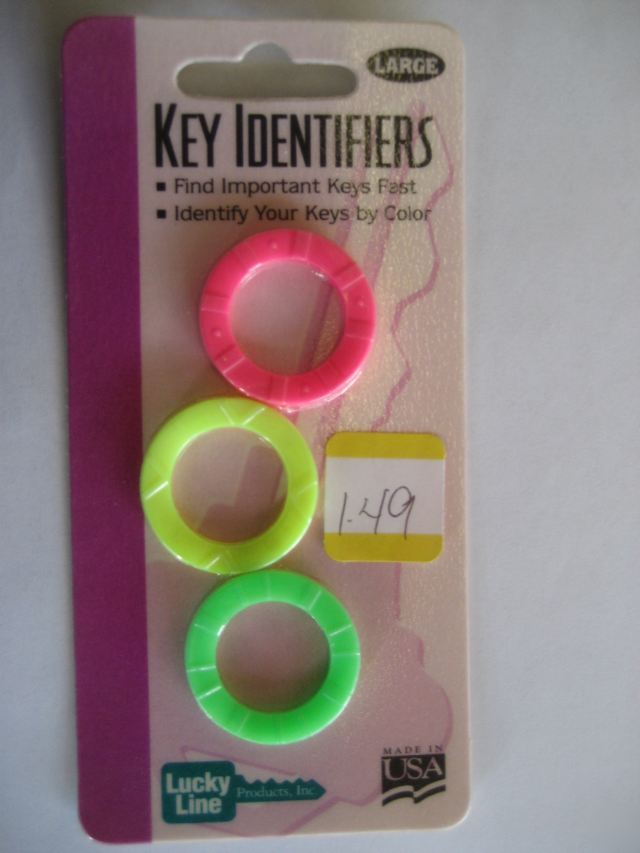 LARGE
KEY IDENTIFIERS
▪ Find Important Keys Fast
▪ Identify Your Keys by Color
1.49
Lucky
Line
Products, Inc.
MADE IN
USA